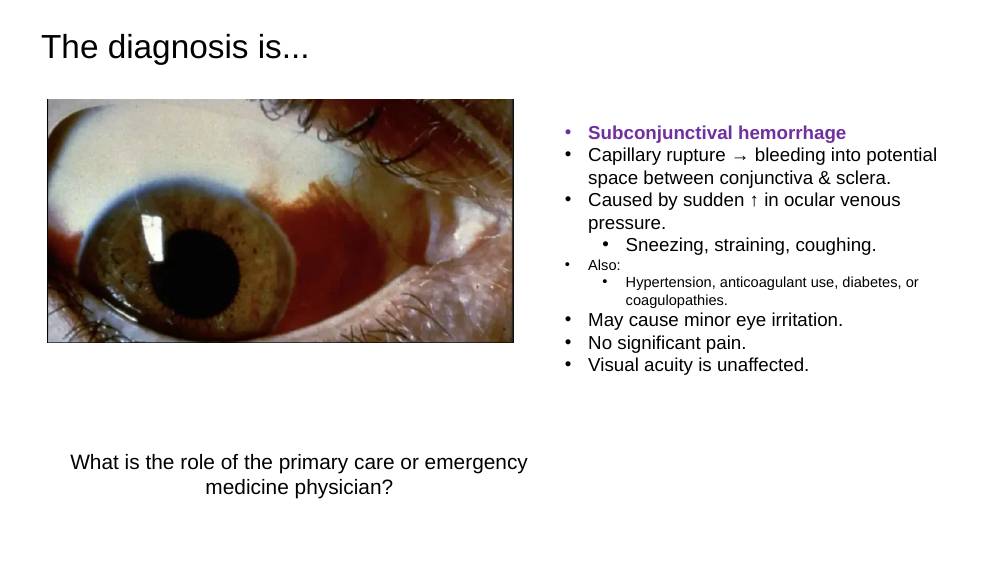 The diagnosis is...
• Subconjunctival hemorrhage
• Capillary rupture → bleeding into potential
space between conjunctiva & sclera.
• Caused by sudden ↑ in ocular venous
pressure.
• Sneezing, straining, coughing.
• Also:
• Hypertension, anticoagulant use, diabetes, or
coagulopathies.
• May cause minor eye irritation.
• No significant pain.
• Visual acuity is unaffected.
What is the role of the primary care or emergency
medicine physician?